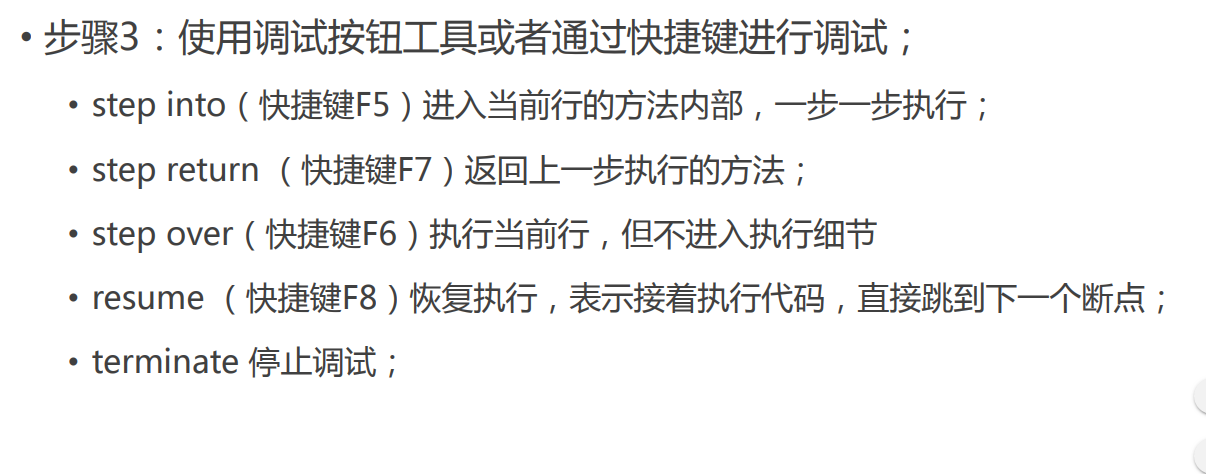 • 步骤3：使用调试按钮工具或者通过快捷键进行调试；
• step into（快捷键F5）进入当前行的方法内部，一步一步执行；
• step return （快捷键F7）返回上一步执行的方法；
• step over（快捷键F6）执行当前行，但不进入执行细节
• resume （快捷键F8）恢复执行，表示接着执行代码，直接跳到下一个断点；
• terminate 停止调试；